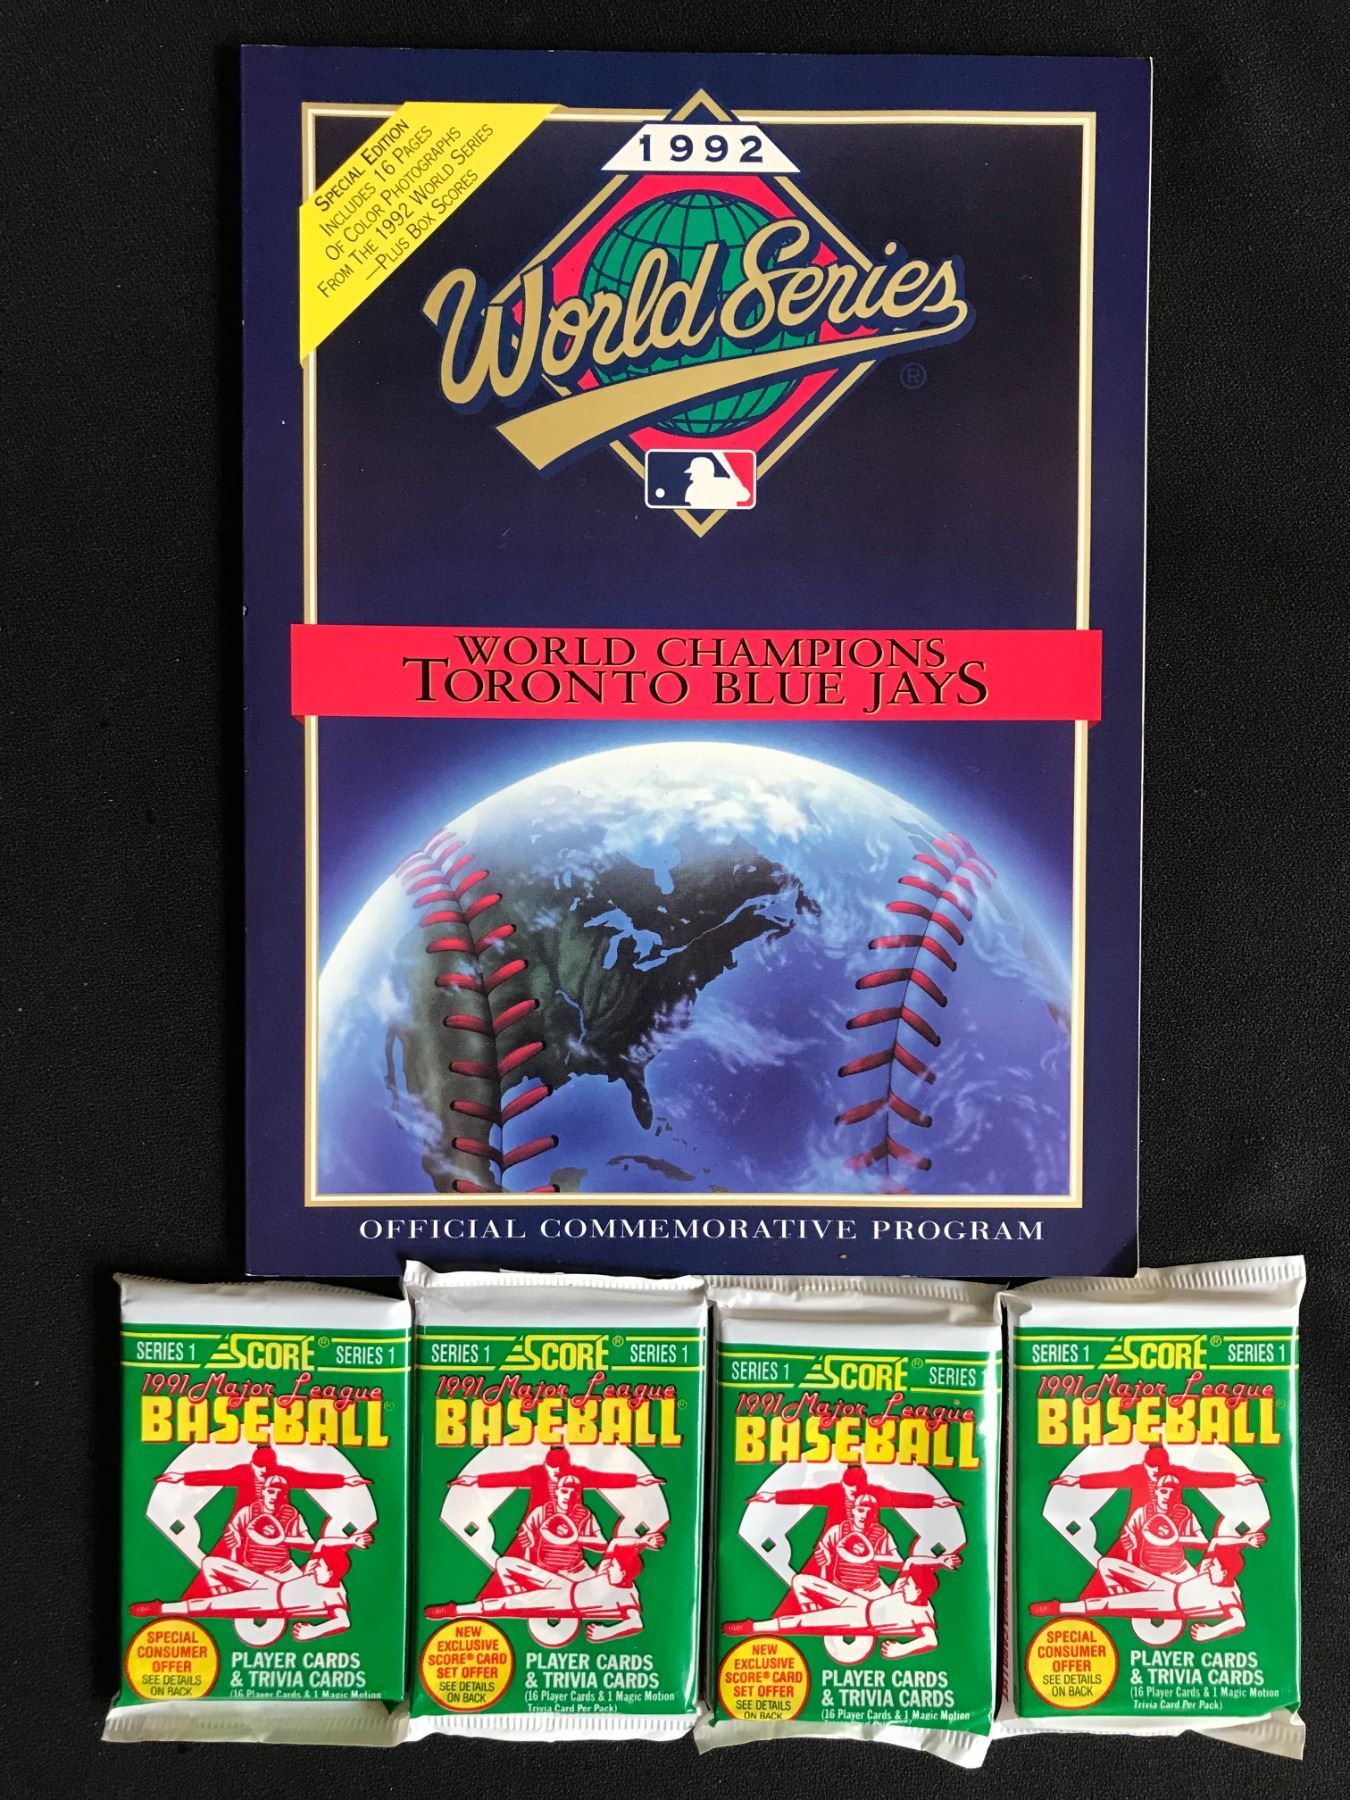 SPECIAL EDITION
INCLUDES 16 PAGES
OF COLOR PHOTOGRAPHS
FROM THE 1992 WORLD SERIES
—PLUS BOX SCORES
1992
World Series
®
WORLD CHAMPIONS
TORONTO BLUE JAYS
OFFICIAL COMMEMORATIVE PROGRAM
SERIES 1 SCORE® SERIES 1
1991 Major League
BASEBALL®
SPECIAL
CONSUMER
OFFER
SEE DETAILS
ON BACK
PLAYER CARDS
& TRIVIA CARDS
(16 Player Cards & 1 Magic Motion
SERIES 1 SCORE® SERIES 1
1991 Major League
BASEBALL®
NEW
EXCLUSIVE
SCORE® CARD
SET OFFER
SEE DETAILS
ON BACK
PLAYER CARDS
& TRIVIA CARDS
(16 Player Cards & 1 Magic Motion
Trivia Card Per Pack)
SERIES 1 SCORE® SERIES 1
1991 Major League
BASEBALL
NEW
EXCLUSIVE
SCORE® CARD
SET OFFER
SEE DETAILS
ON BACK
PLAYER CARDS
& TRIVIA CARDS
(16 Player Cards & 1 Magic Motion
SERIES 1 SCORE® SERIES 1
1991 Major League
BASEBALL
SPECIAL
CONSUMER
OFFER
SEE DETAILS
ON BACK
PLAYER CARDS
& TRIVIA CARDS
(16 Player Cards & 1 Magic Motion
Trivia Card Per Pack)